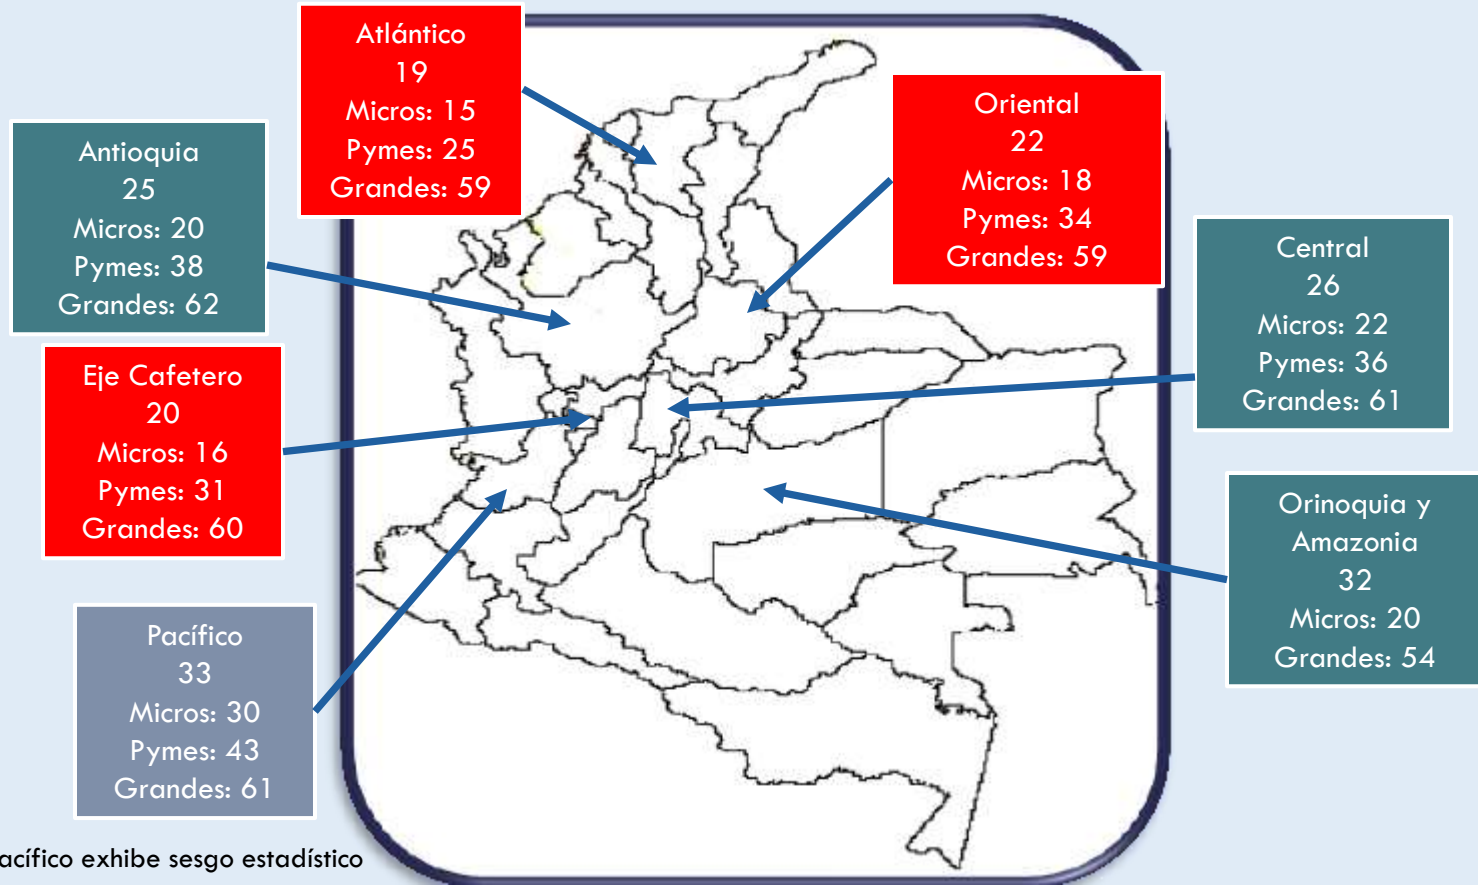 Atlántico
19
Micros: 15
Pymes: 25
Grandes: 59
Oriental
22
Micros: 18
Pymes: 34
Grandes: 59
Antioquia
25
Micros: 20
Pymes: 38
Grandes: 62
Central
26
Micros: 22
Pymes: 36
Grandes: 61
Eje Cafetero
20
Micros: 16
Pymes: 31
Grandes: 60
Orinoquia y
Amazonia
32
Micros: 20
Grandes: 54
Pacífico
33
Micros: 30
Pymes: 43
Grandes: 61
acífico exhibe sesgo estadístico